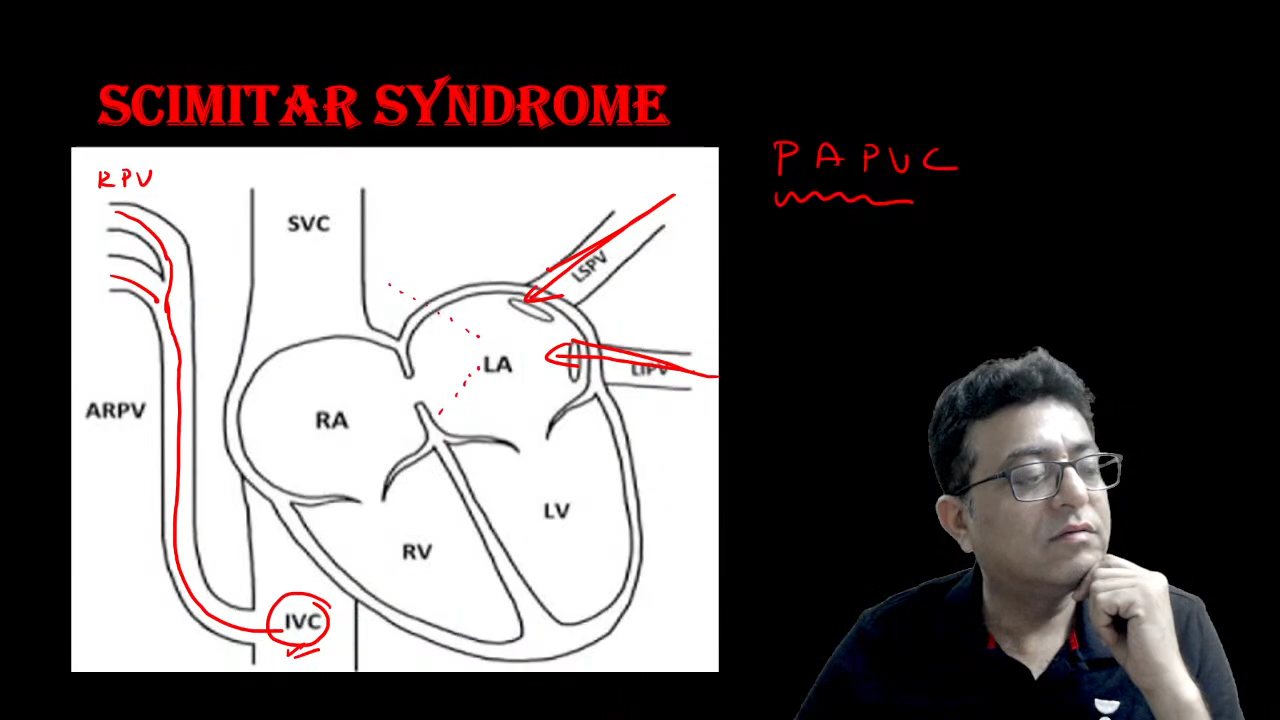 SCIMITAR SYNDROME
PAPVC
RPV
SVC
LSPV
LA
LIPV
ARPV
RA
LV
RV
IVC